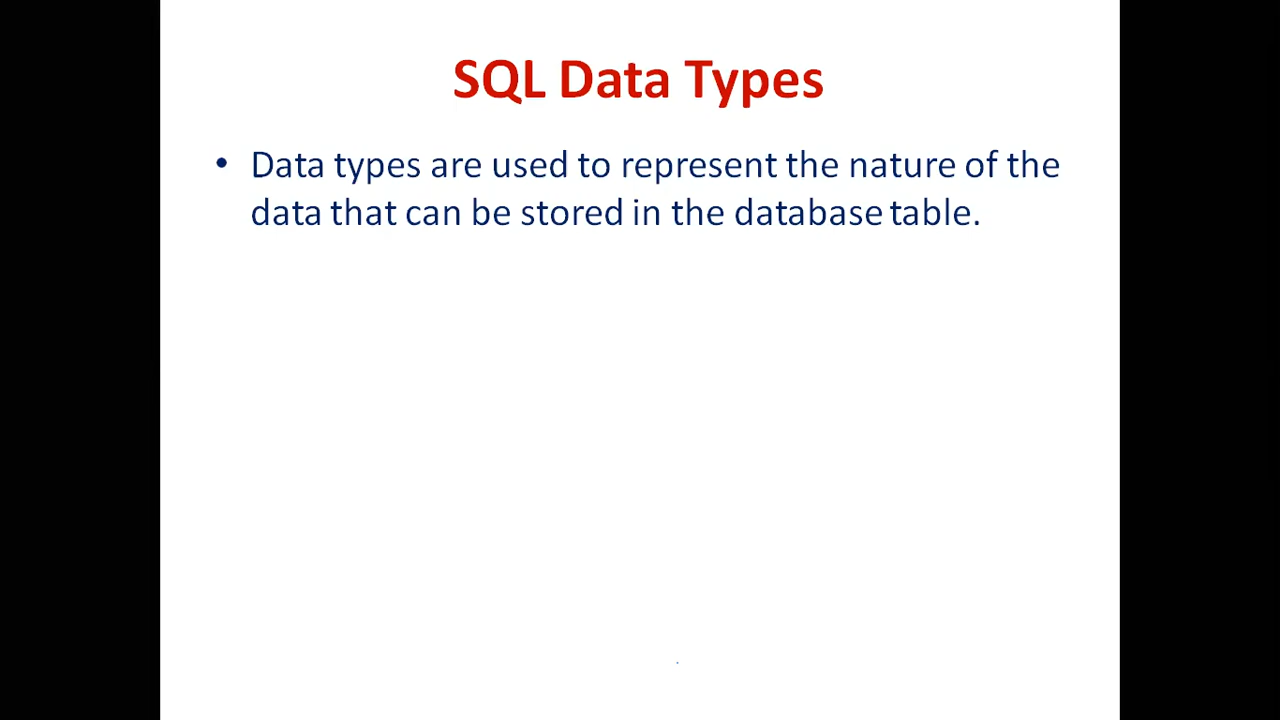 SQL Data Types
• Data types are used to represent the nature of the
data that can be stored in the database table.